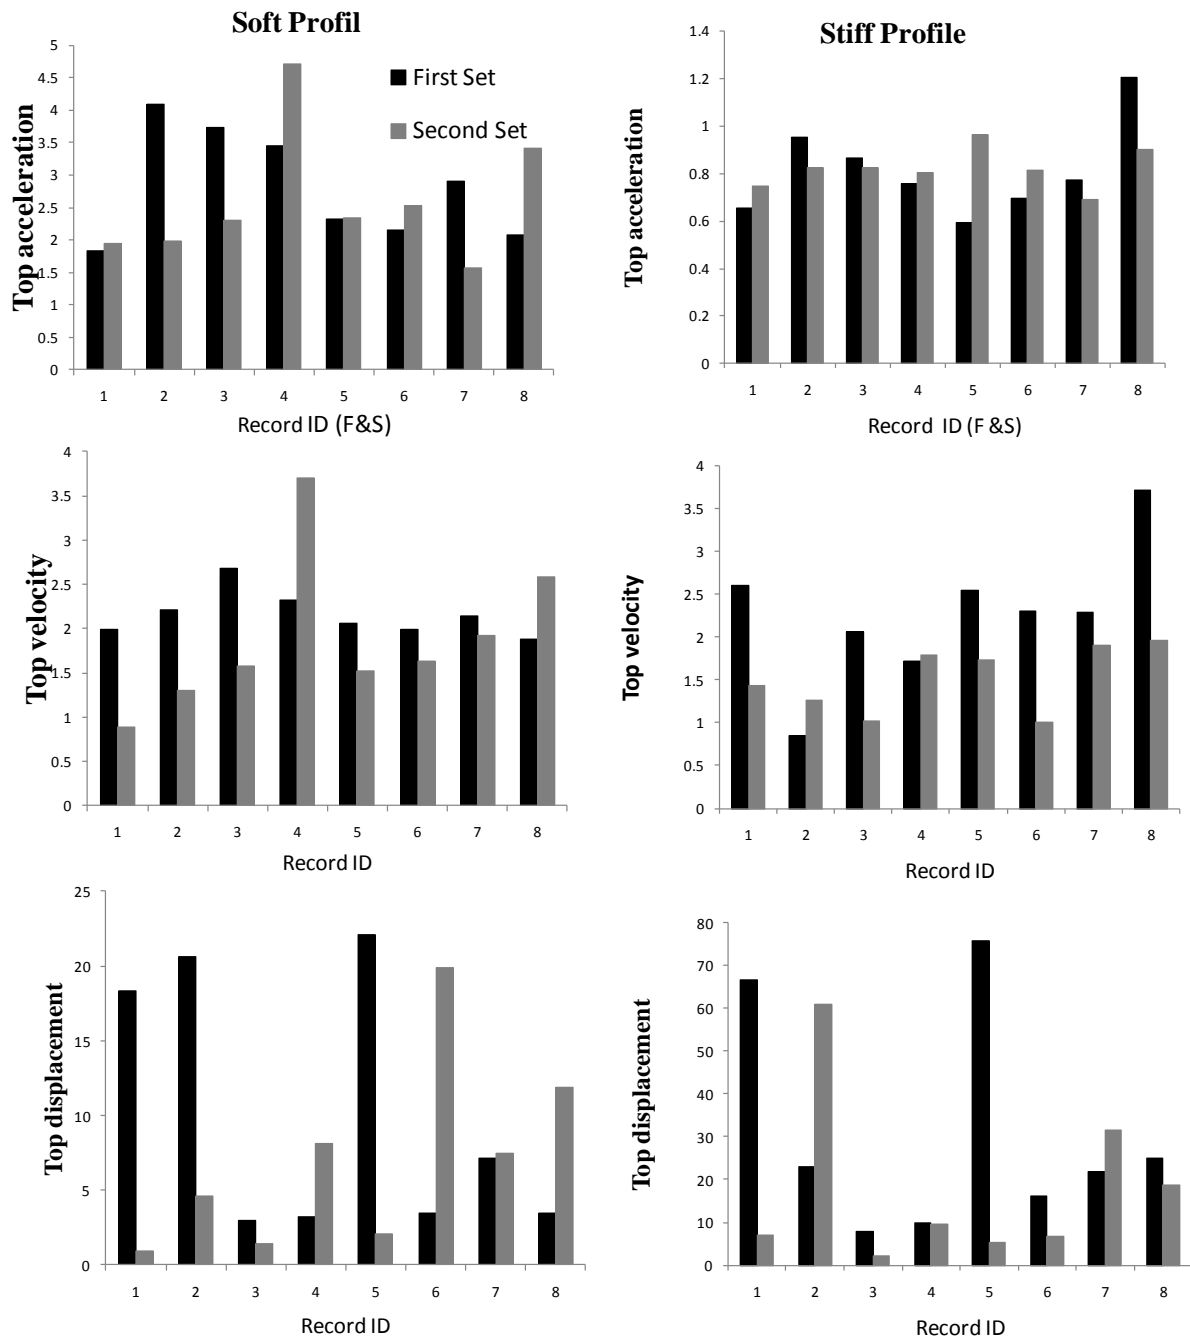 Soft Profil
Top acceleration
5
4.5
4
3.5
3
2.5
2
1.5
1
0.5
0
First Set
Second Set
1 2 3 4 5 6 7 8
Record ID (F&S)
Stiff Profile
Top acceleration
1.4
1.2
1
0.8
0.6
0.4
0.2
0
1 2 3 4 5 6 7 8
Record ID (F &S)
Top velocity
4
3.5
3
2.5
2
1.5
1
0.5
0
1 2 3 4 5 6 7 8
Record ID
Top velocity
4
3.5
3
2.5
2
1.5
1
0.5
0
1 2 3 4 5 6 7 8
Record ID
Top displacement
25
20
15
10
5
0
1 2 3 4 5 6 7 8
Record ID
Top displacement
80
70
60
50
40
30
20
10
0
1 2 3 4 5 6 7 8
Record ID